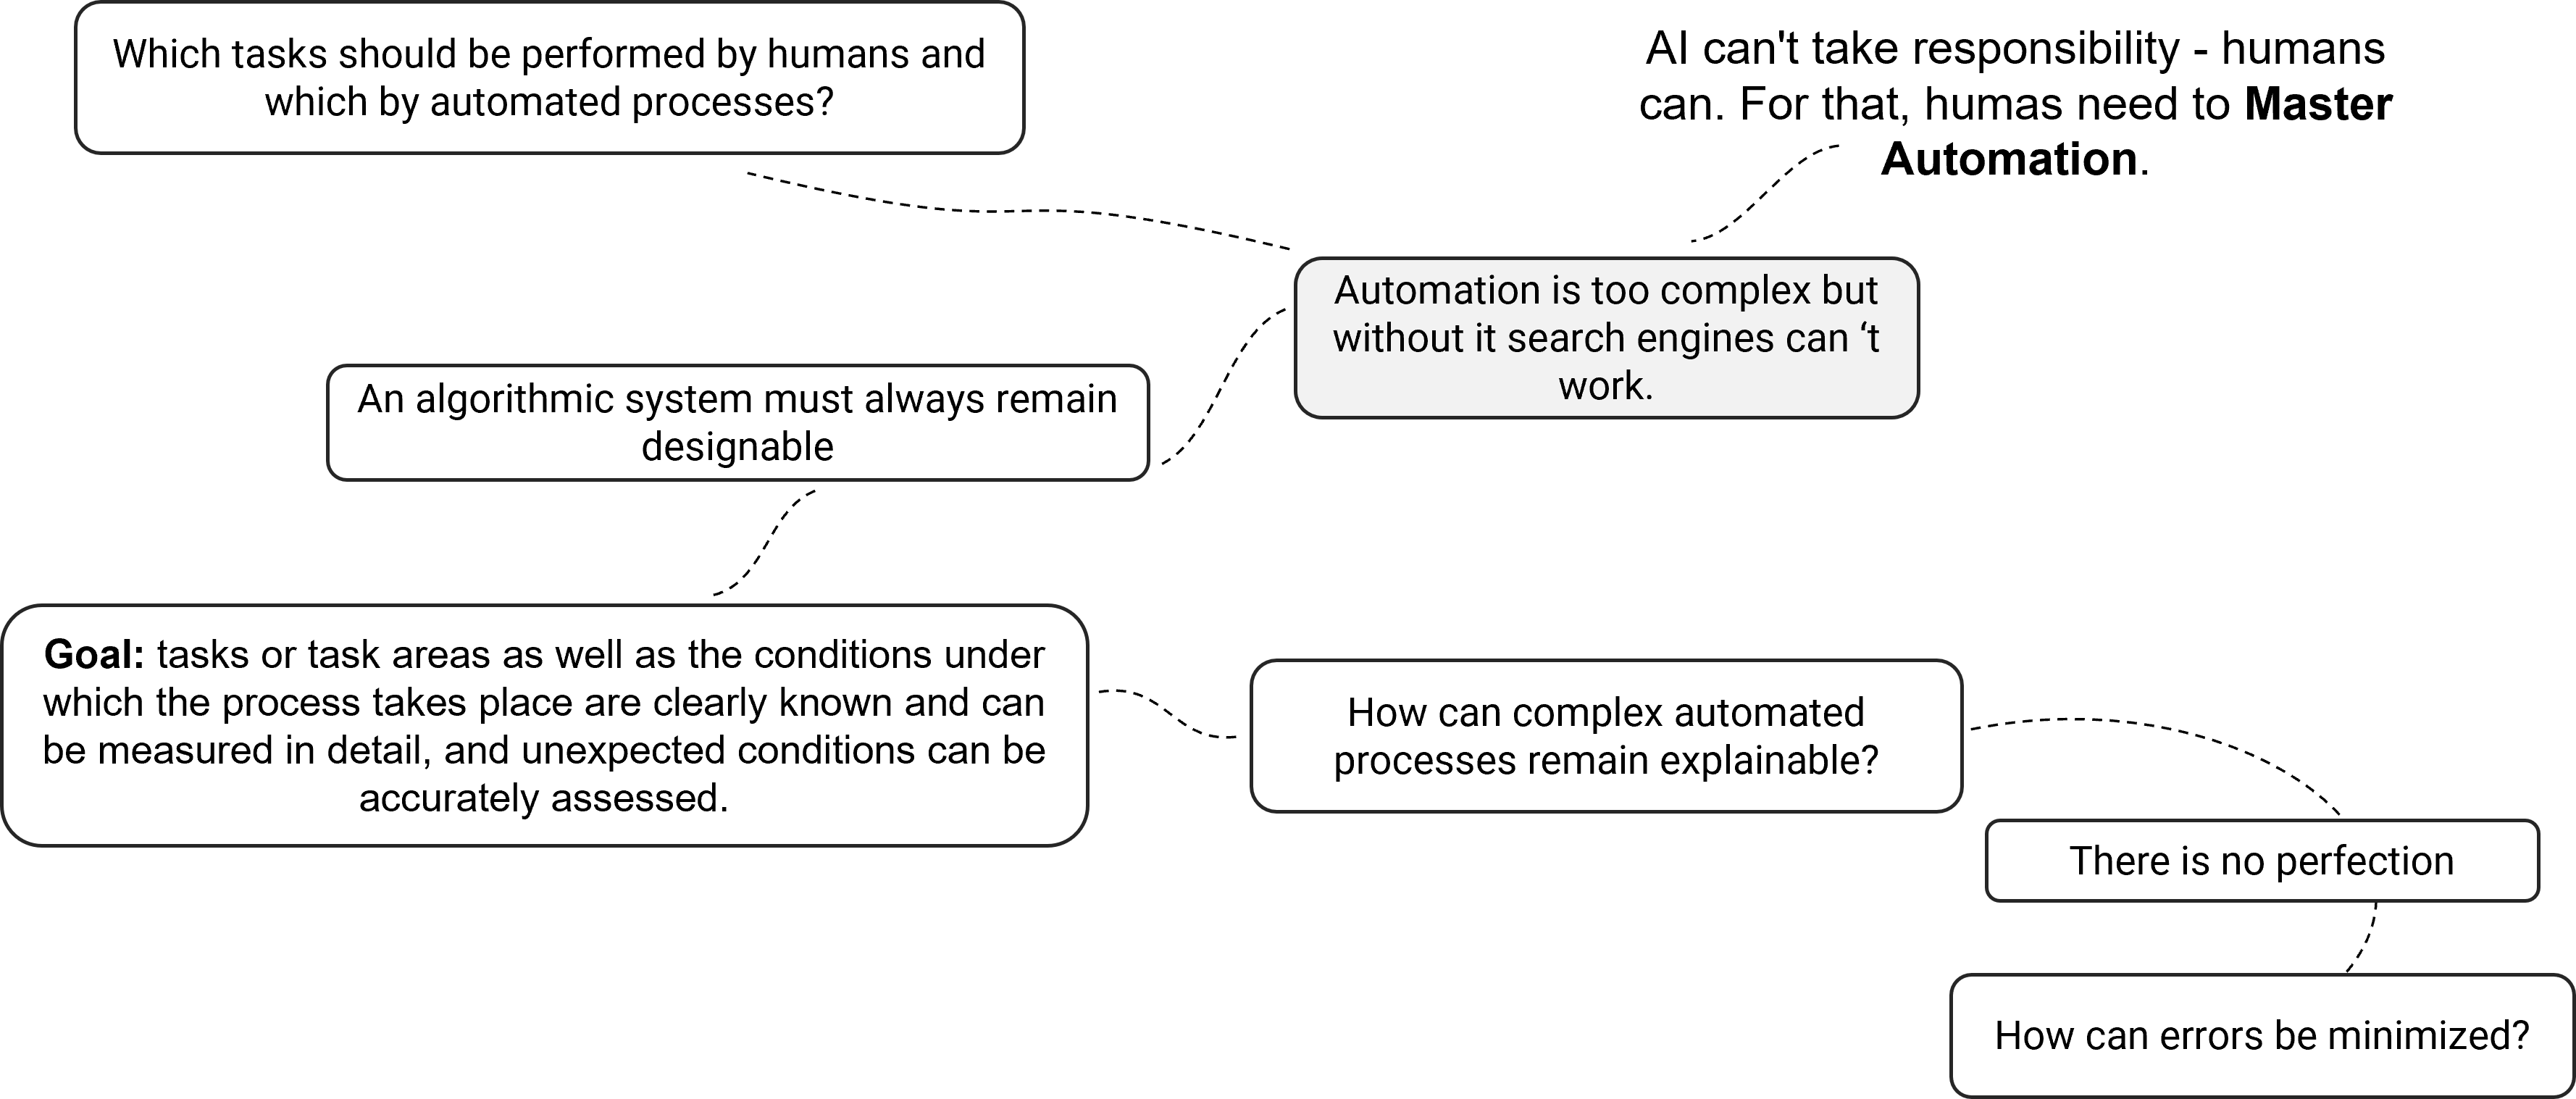 Which tasks should be performed by humans and
which by automated processes?
AI can't take responsibility - humans
can. For that, humas need to Master
Automation.
Automation is too complex but
without it search engines can ‘t
work.
An algorithmic system must always remain
designable
Goal: tasks or task areas as well as the conditions under
which the process takes place are clearly known and can
be measured in detail, and unexpected conditions can be
accurately assessed.
How can complex automated
processes remain explainable?
There is no perfection
How can errors be minimized?